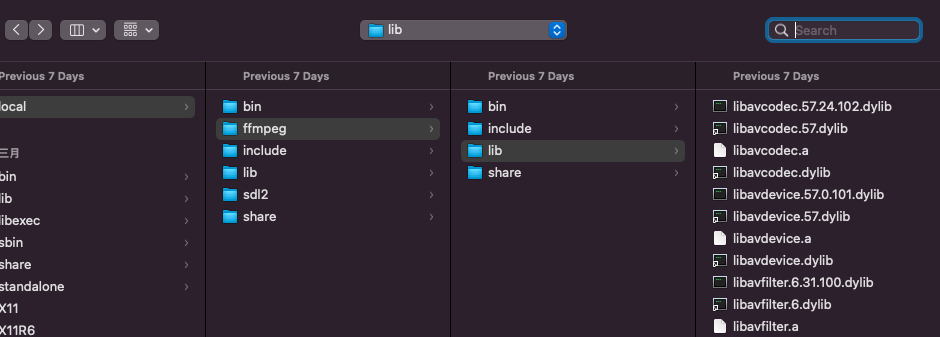 lib
Search
Previous 7 Days
local
三月
bin
lib
libexec
sbin
share
standalone
X11
X11R6
Previous 7 Days
bin
ffmpeg
include
lib
sdl2
share
Previous 7 Days
bin
include
lib
share
Previous 7 Days
libavcodec.57.24.102.dylib
libavcodec.57.dylib
libavcodec.a
libavcodec.dylib
libavdevice.57.0.101.dylib
libavdevice.57.dylib
libavdevice.a
libavdevice.dylib
libavfilter.6.31.100.dylib
libavfilter.6.dylib
libavfilter.a